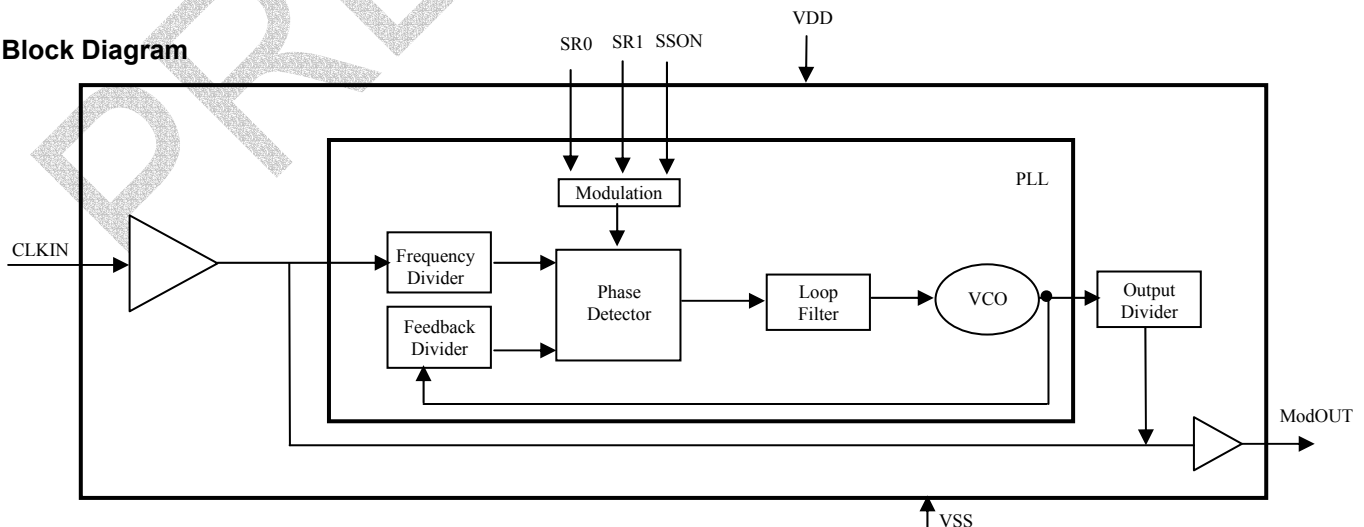 Block Diagram
VDD
SR0 SR1 SSON
PLL
Modulation
CLKIN
Frequency
Divider
Phase
Detector
Loop
Filter
VCO
Output
Divider
Feedback
Divider
ModOUT
VSS